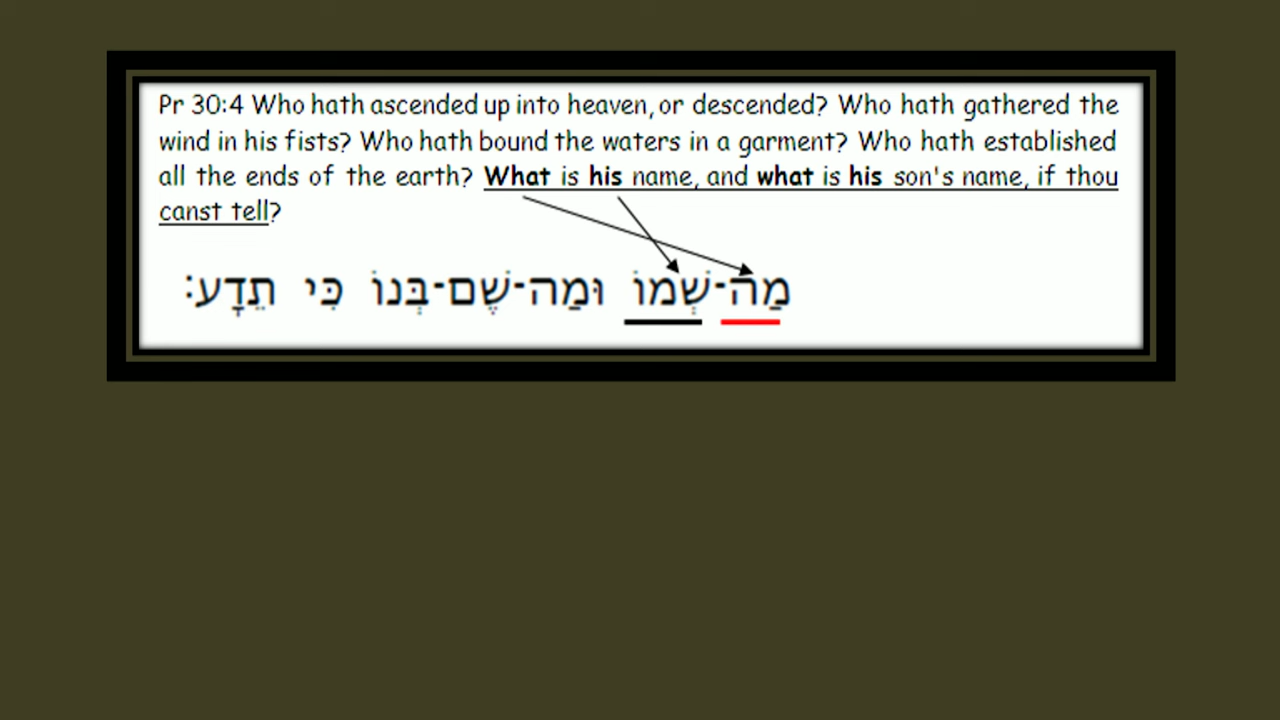 Pr 30:4 Who hath ascended up into heaven, or descended? Who hath gathered the
wind in his fists? Who hath bound the waters in a garment? Who hath established
all the ends of the earth? What is his name, and what is his son's name, if thou
canst tell?
מַה־שְּׁמוֹ וּמַה־שֶּׁם־בְּנוֹ כִּי תֵדָע׃